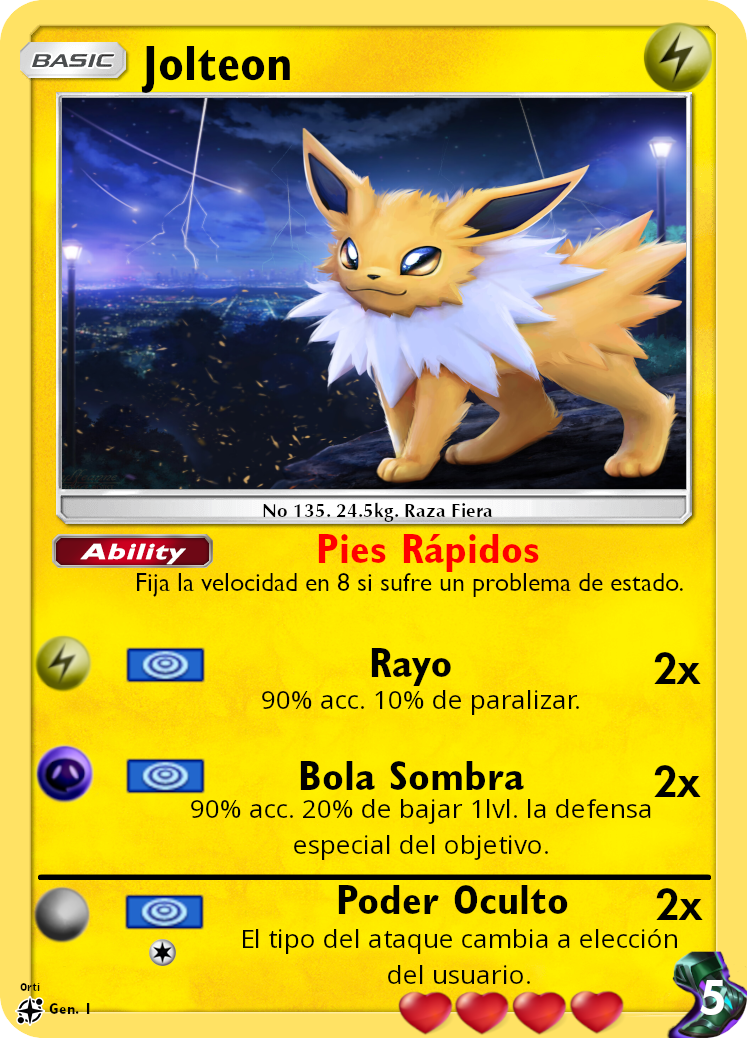 BASIC Jolteon
No 135. 24.5kg. Raza Fiera
Ability Pies Rápidos
Fija la velocidad en 8 si sufre un problema de estado.
Rayo 2x
90% acc. 10% de paralizar.
Bola Sombra 2x
90% acc. 20% de bajar 1lvl. la defensa
especial del objetivo.
Poder Oculto 2x
El tipo del ataque cambia a elección
del usuario.
Orti
Gen. I
5